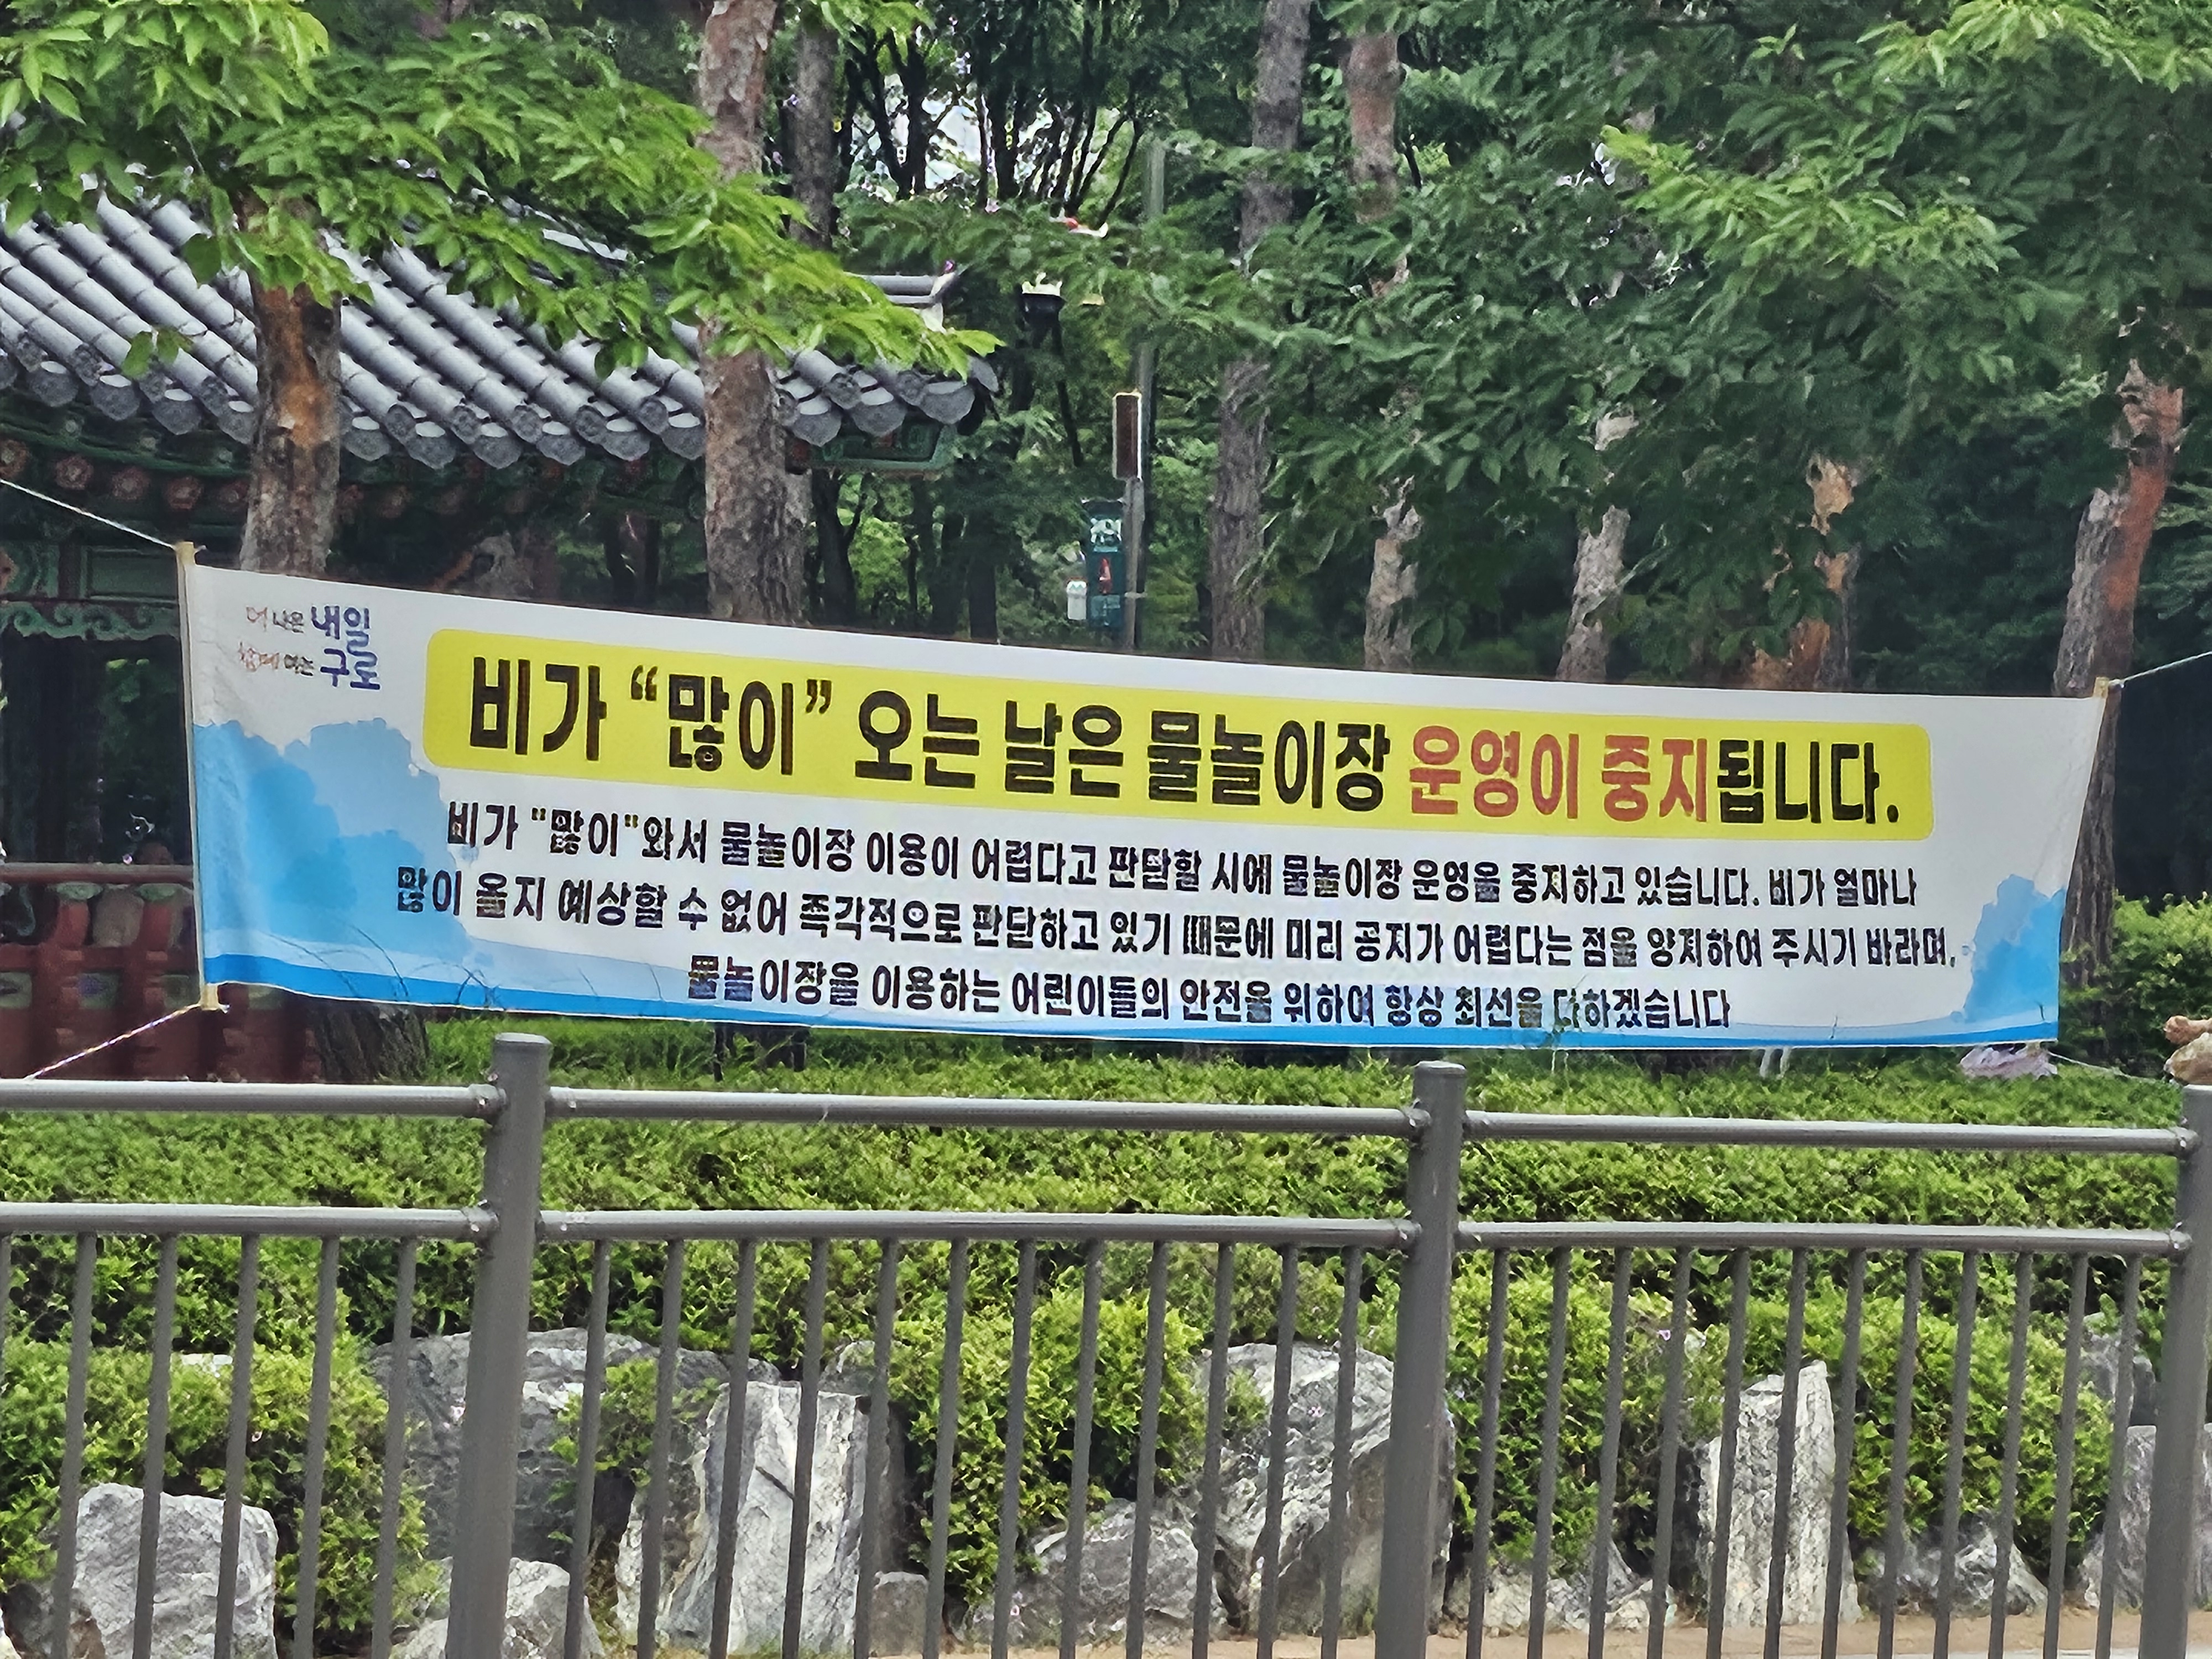 더 나은 내일
함께 여는 구로
비가 “많이” 오는 날은 물놀이장 운영이 중지됩니다.
비가 "많이"와서 물놀이장 이용이 어렵다고 판단할 시에 물놀이장 운영을 중지하고 있습니다. 비가 얼마나
많이 올지 예상할 수 없어 즉각적으로 판단하고 있기 때문에 미리 공지가 어렵다는 점을 양지하여 주시기 바라며,
물놀이장을 이용하는 어린이들의 안전을 위하여 항상 최선을 다하겠습니다